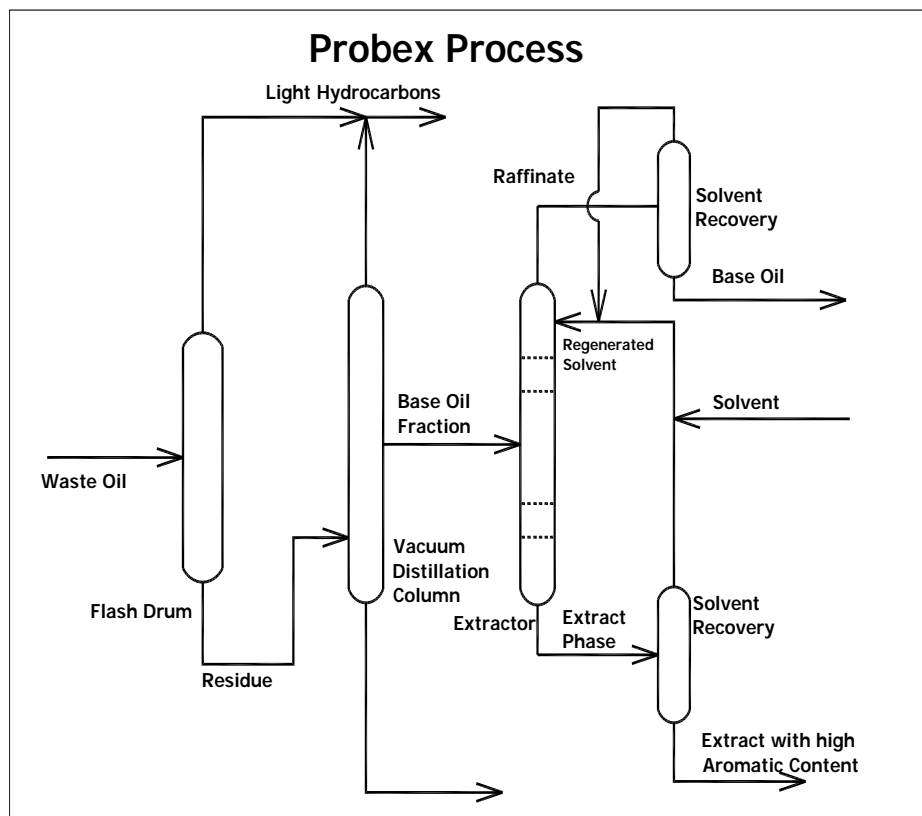 Probex Process
Light Hydrocarbons
Raffinate
Solvent
Recovery
Base Oil
Regenerated
Solvent
Base Oil
Fraction
Solvent
Waste Oil
Vacuum
Distillation
Column
Flash Drum
Extractor
Extract
Phase
Solvent
Recovery
Residue
Extract with high
Aromatic Content